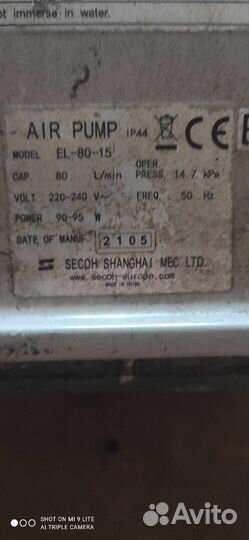 ot immerse in water.
AIR PUMP IP44 CE
MODEL EL-80-15
CAP. 80 L/min OPER. PRESS. 14.7 kPa
VOLT. 220-240 V~ FREQ. 50 Hz
POWER 90-95 W
DATE OF MANUF. 2105
SECOH SHANGHAI MEC LTD.
www.secoh-europe.com
MADE IN CHINA
SHOT ON MI 9 LITE
AI TRIPLE CAMERA
Avito